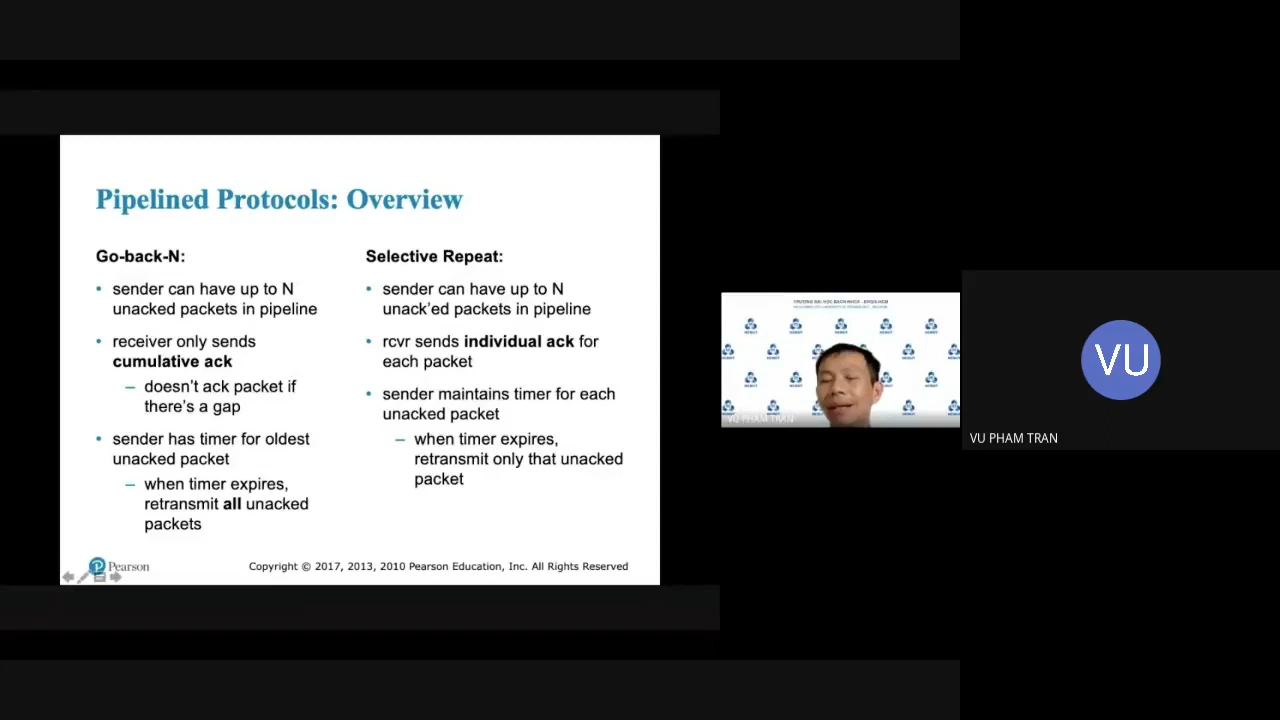 Pipelined Protocols: Overview
Go-back-N:
• sender can have up to N
unacked packets in pipeline
• receiver only sends
cumulative ack
– doesn't ack packet if
there's a gap
• sender has timer for oldest
unacked packet
– when timer expires,
retransmit all unacked
packets
Selective Repeat:
• sender can have up to N
unack'ed packets in pipeline
• rcvr sends individual ack for
each packet
• sender maintains timer for each
unacked packet
– when timer expires,
retransmit only that unacked
packet
P Pearson
Copyright © 2017, 2013, 2010 Pearson Education, Inc. All Rights Reserved
VU PHAM TRAN
VU
VU PHAM TRAN